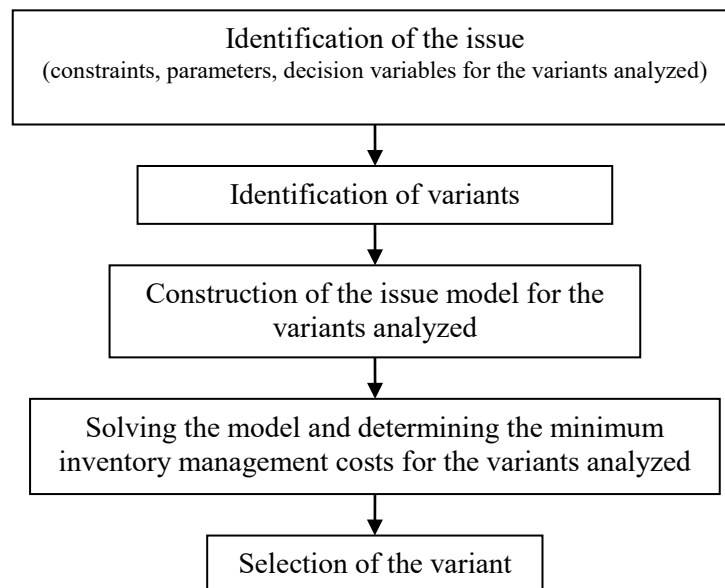 Identification of the issue
(constraints, parameters, decision variables for the variants analyzed)
Identification of variants
Construction of the issue model for the
variants analyzed
Solving the model and determining the minimum
inventory management costs for the variants analyzed
Selection of the variant